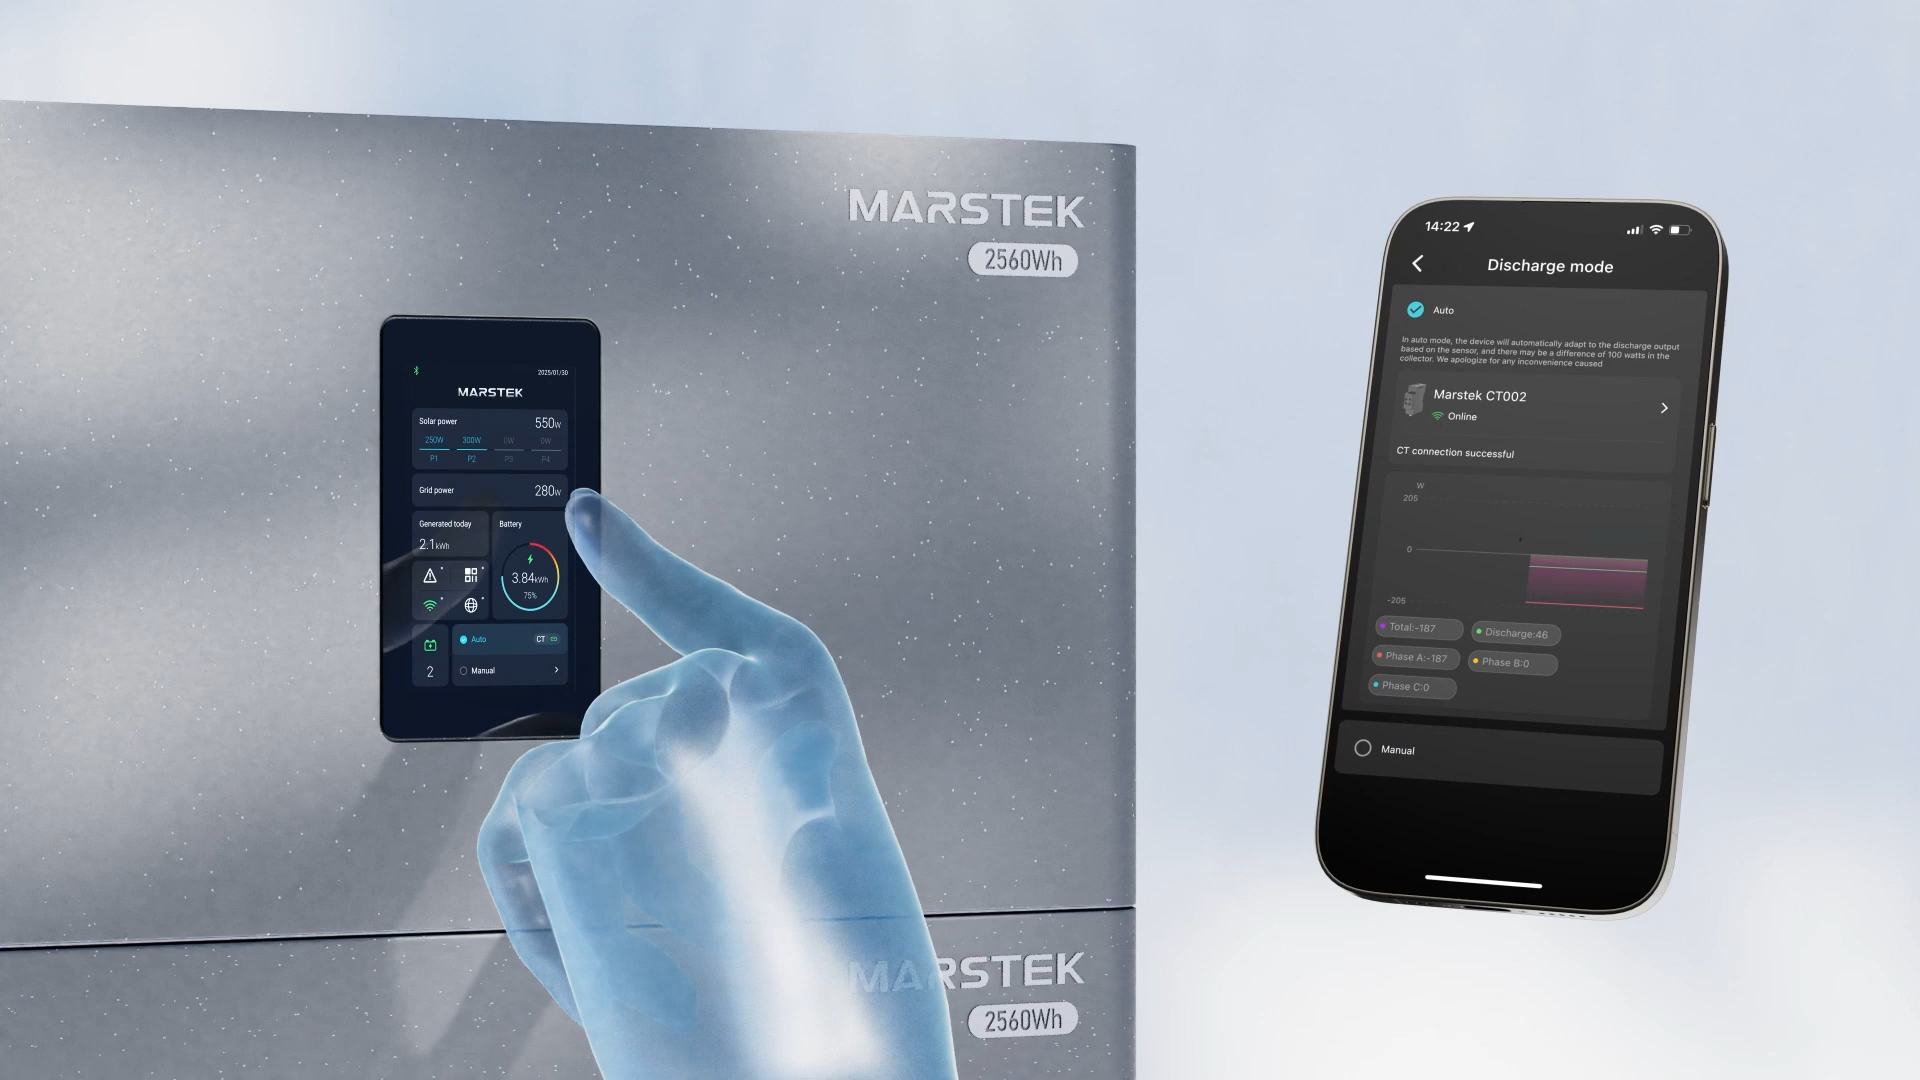 MARSTEK
2560Wh
2025/01/30
MARSTEK
Solar power 550W
250W 300W 0W 0W
P1 P2 P3 P4
Grid power 280W
Generated today
2.1kWh
Battery
3.84kWh
75%
2
Auto CT
Manual
MARSTEK
2560Wh
14:22
Discharge mode
Auto
In auto mode, the device will automatically adapt to the discharge output
based on the sensor, and there may be a difference of 100 watts in the
collector. We apologize for any inconvenience caused
Marstek CT002
Online
CT connection successful
W
205
0
-205
Total:-187 Discharge:46
Phase A:-187 Phase B:0
Phase C:0
Manual